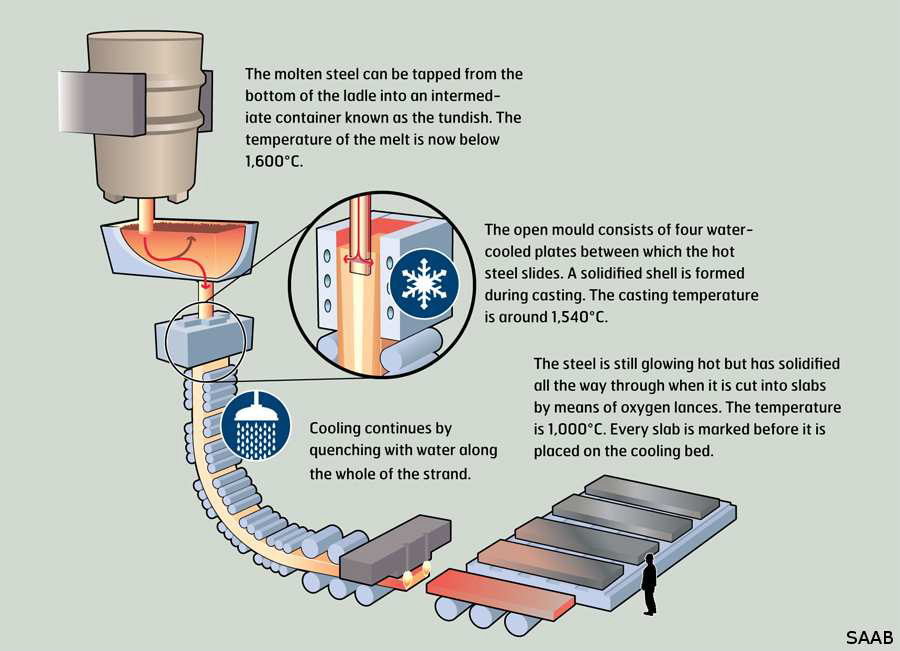 The molten steel can be tapped from the
bottom of the ladle into an intermed-
iate container known as the tundish. The
temperature of the melt is now below
1,600°C.
The open mould consists of four water-
cooled plates between which the hot
steel slides. A solidified shell is formed
during casting. The casting temperature
is around 1,540°C.
The steel is still glowing hot but has solidified
all the way through when it is cut into slabs
by means of oxygen lances. The temperature
is 1,000°C. Every slab is marked before it is
placed on the cooling bed.
Cooling continues by
quenching with water along
the whole of the strand.
SAAB